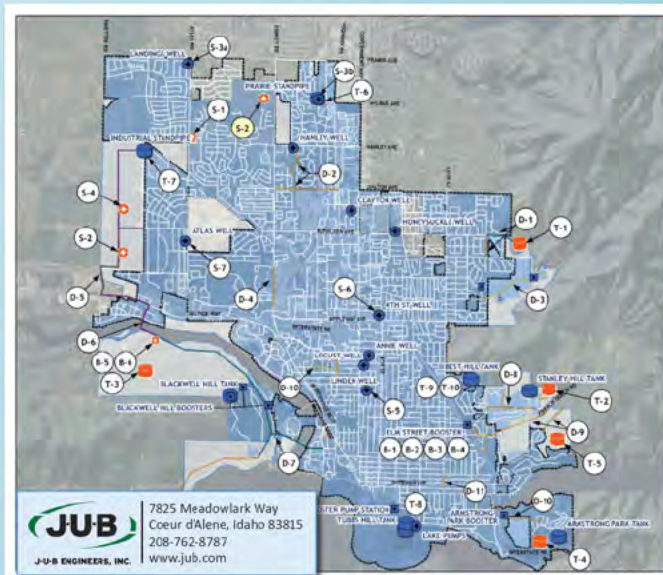 LANDINGS WELL
S-3a
PRAIRIE STANDPIPE
S-3b
T-6
S-1
S-2
INDUSTRIAL STANDPIPE
HANLEY WELL
HANLEY AVE
D-2
T-7
S-4
CLAYTON WELL
HONEYSUCKLE WELL
D-1
T-1
ATLAS WELL
S-2
S-7
D-5
D-4
S-6
D-3
4TH ST WELL
D-6
ANNIE WELL
B-5
B-4
LOCUST WELL
T-3
D-10
BEST HILL TANK
D-8
BLACKWELL HILL TANK
LINDEN WELL
T-9
T-10
STANLEY HILL TANK
T-2
BLACKWELL HILL BOOSTERS
S-5
D-9
ELM STREET BOOSTER
B-1
B-2
B-3
B-4
T-5
D-7
D-11
T-8
D-10
TUBBS HILL TANK
ARMSTRONG
PARK BOOSTER
ARMSTRONG PARK TANK
LAKE PUMPS
T-4
J-U-B
J-U-B ENGINEERS, INC.
7825 Meadowlark Way
Coeur d'Alene, Idaho 83815
208-762-8787
www.jub.com